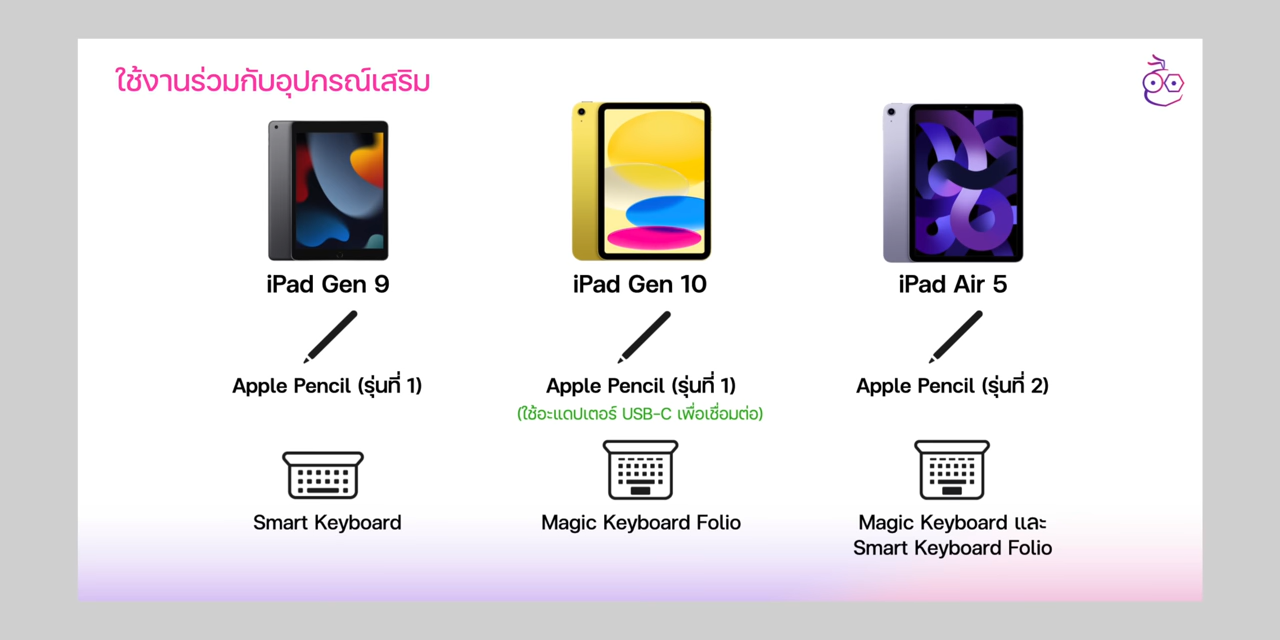 ใช้งานร่วมกับอุปกรณ์เสริม
iPad Gen 9
iPad Gen 10
iPad Air 5
Apple Pencil (รุ่นที่ 1)
Apple Pencil (รุ่นที่ 1)
(ใช้อะแดปเตอร์ USB-C เพื่อเชื่อมต่อ)
Apple Pencil (รุ่นที่ 2)
Smart Keyboard
Magic Keyboard Folio
Magic Keyboard และ
Smart Keyboard Folio